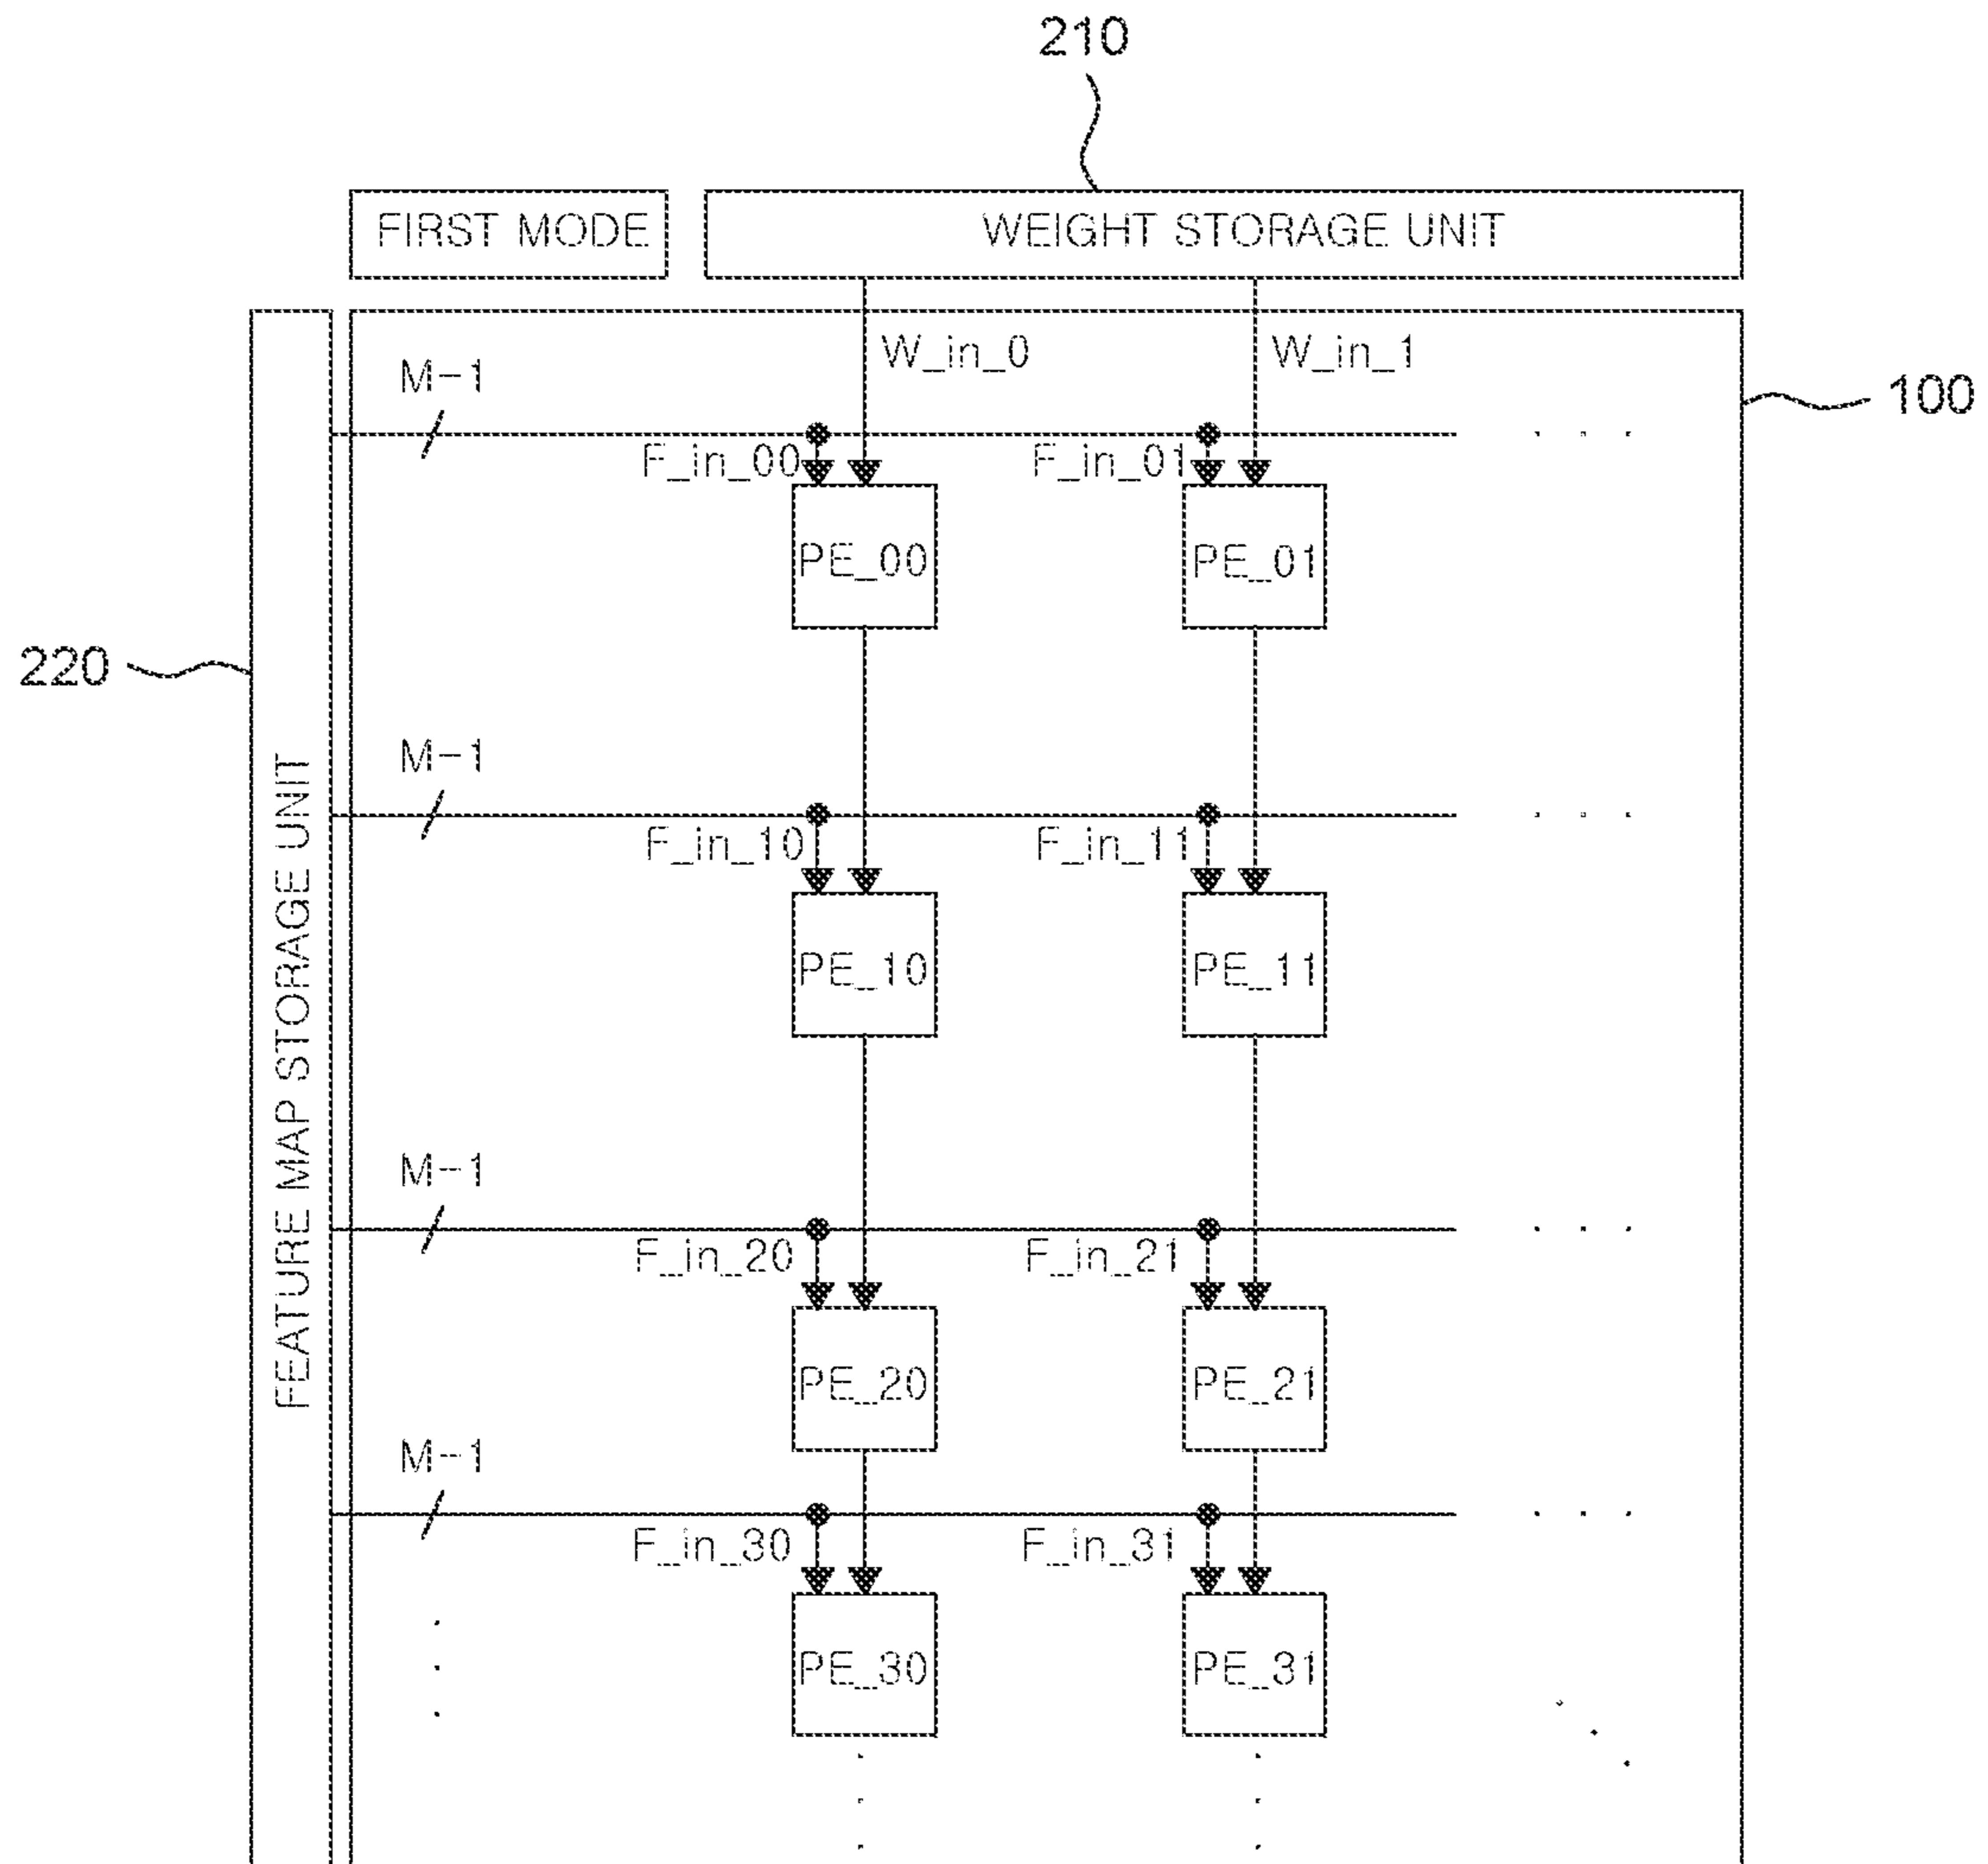 210
FIRST MODE
WEIGHT STORAGE UNIT
W_in_0
W_in_1
M-1
100
F_in_00
F_in_01
PE_00
PE_01
220
FEATURE MAP STORAGE UNIT
M-1
F_in_10
F_in_11
PE_10
PE_11
M-1
F_in_20
F_in_21
PE_20
PE_21
M-1
F_in_30
F_in_31
PE_30
PE_31